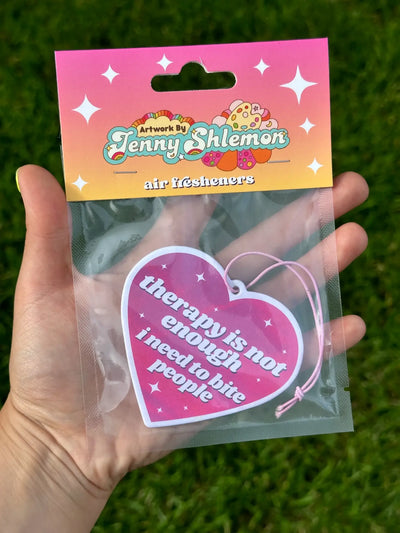 Artwork By
Jenny Shlemon
air fresheners
therapy is not
enough
i need to bite
people